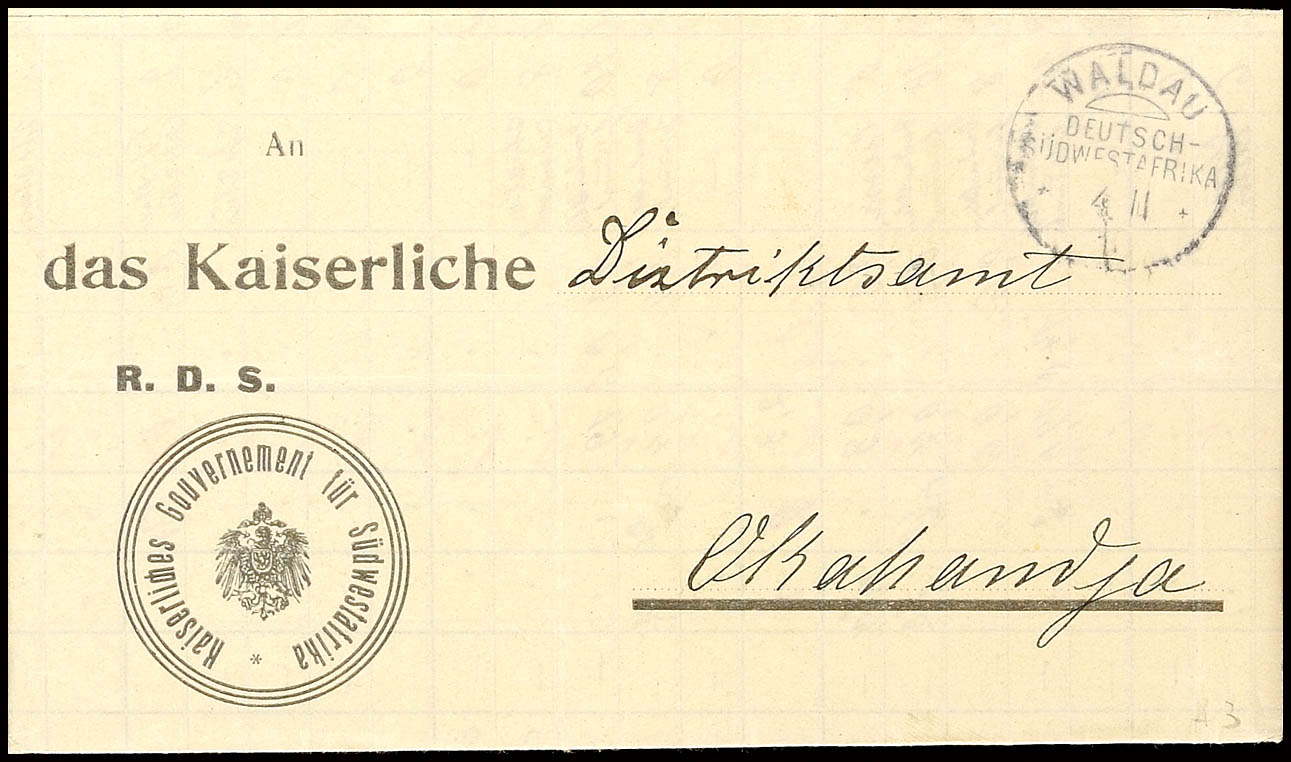 WALDAU
DEUTSCH-
SÜDWESTAFRIKA
4 11
An
das Kaiserliche Distriktsamt
R. D. S.
Kaiserliches Gouvernement für Südwestafrika *
Okahandja